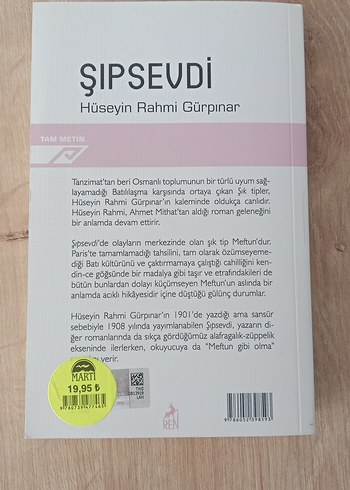 ŞIPSEVDİ
Hüseyin Rahmi Gürpınar
TAM METİN
Tanzimat'tan beri Osmanlı toplumunun bir türlü uyum sağ-
layamadığı Batılılaşma karşısında ortaya çıkan Şık tipler,
Hüseyin Rahmi Gürpınar'ın kaleminde oldukça canlıdır.
Hüseyin Rahmi, Ahmet Mithat'tan aldığı roman geleneğini
bir anlamda devam ettirir.
Şıpsevdi'de olayların merkezinde olan şık tip Meftun'dur.
Paris'te tamamlamadığı tahsilini, tam olarak özümseyeme-
diği Batı kültürünü ve çaktırmamaya çalıştığı cahilliğini ken-
din-ce göğsünde bir madalya gibi taşır ve etrafındakileri de
bütün bunlardan dolayı küçümseyen Meftun'un aslında bir
anlamda acıklı hikâyesidir içine düştüğü gülünç durumlar.
Hüseyin Rahmi Gürpınar'ın 1901'de yazdığı ama sansür
sebebiyle 1908 yılında yayımlanabilen Şıpsevdi, yazarın di-
ğer romanlarında da sıkça gördüğümüz alafrangalık-züppelik
ekseninde ilerlerken, okuyucuya da "Meftun gibi olma"
verir.
MARTI
19,95 ₺
REN